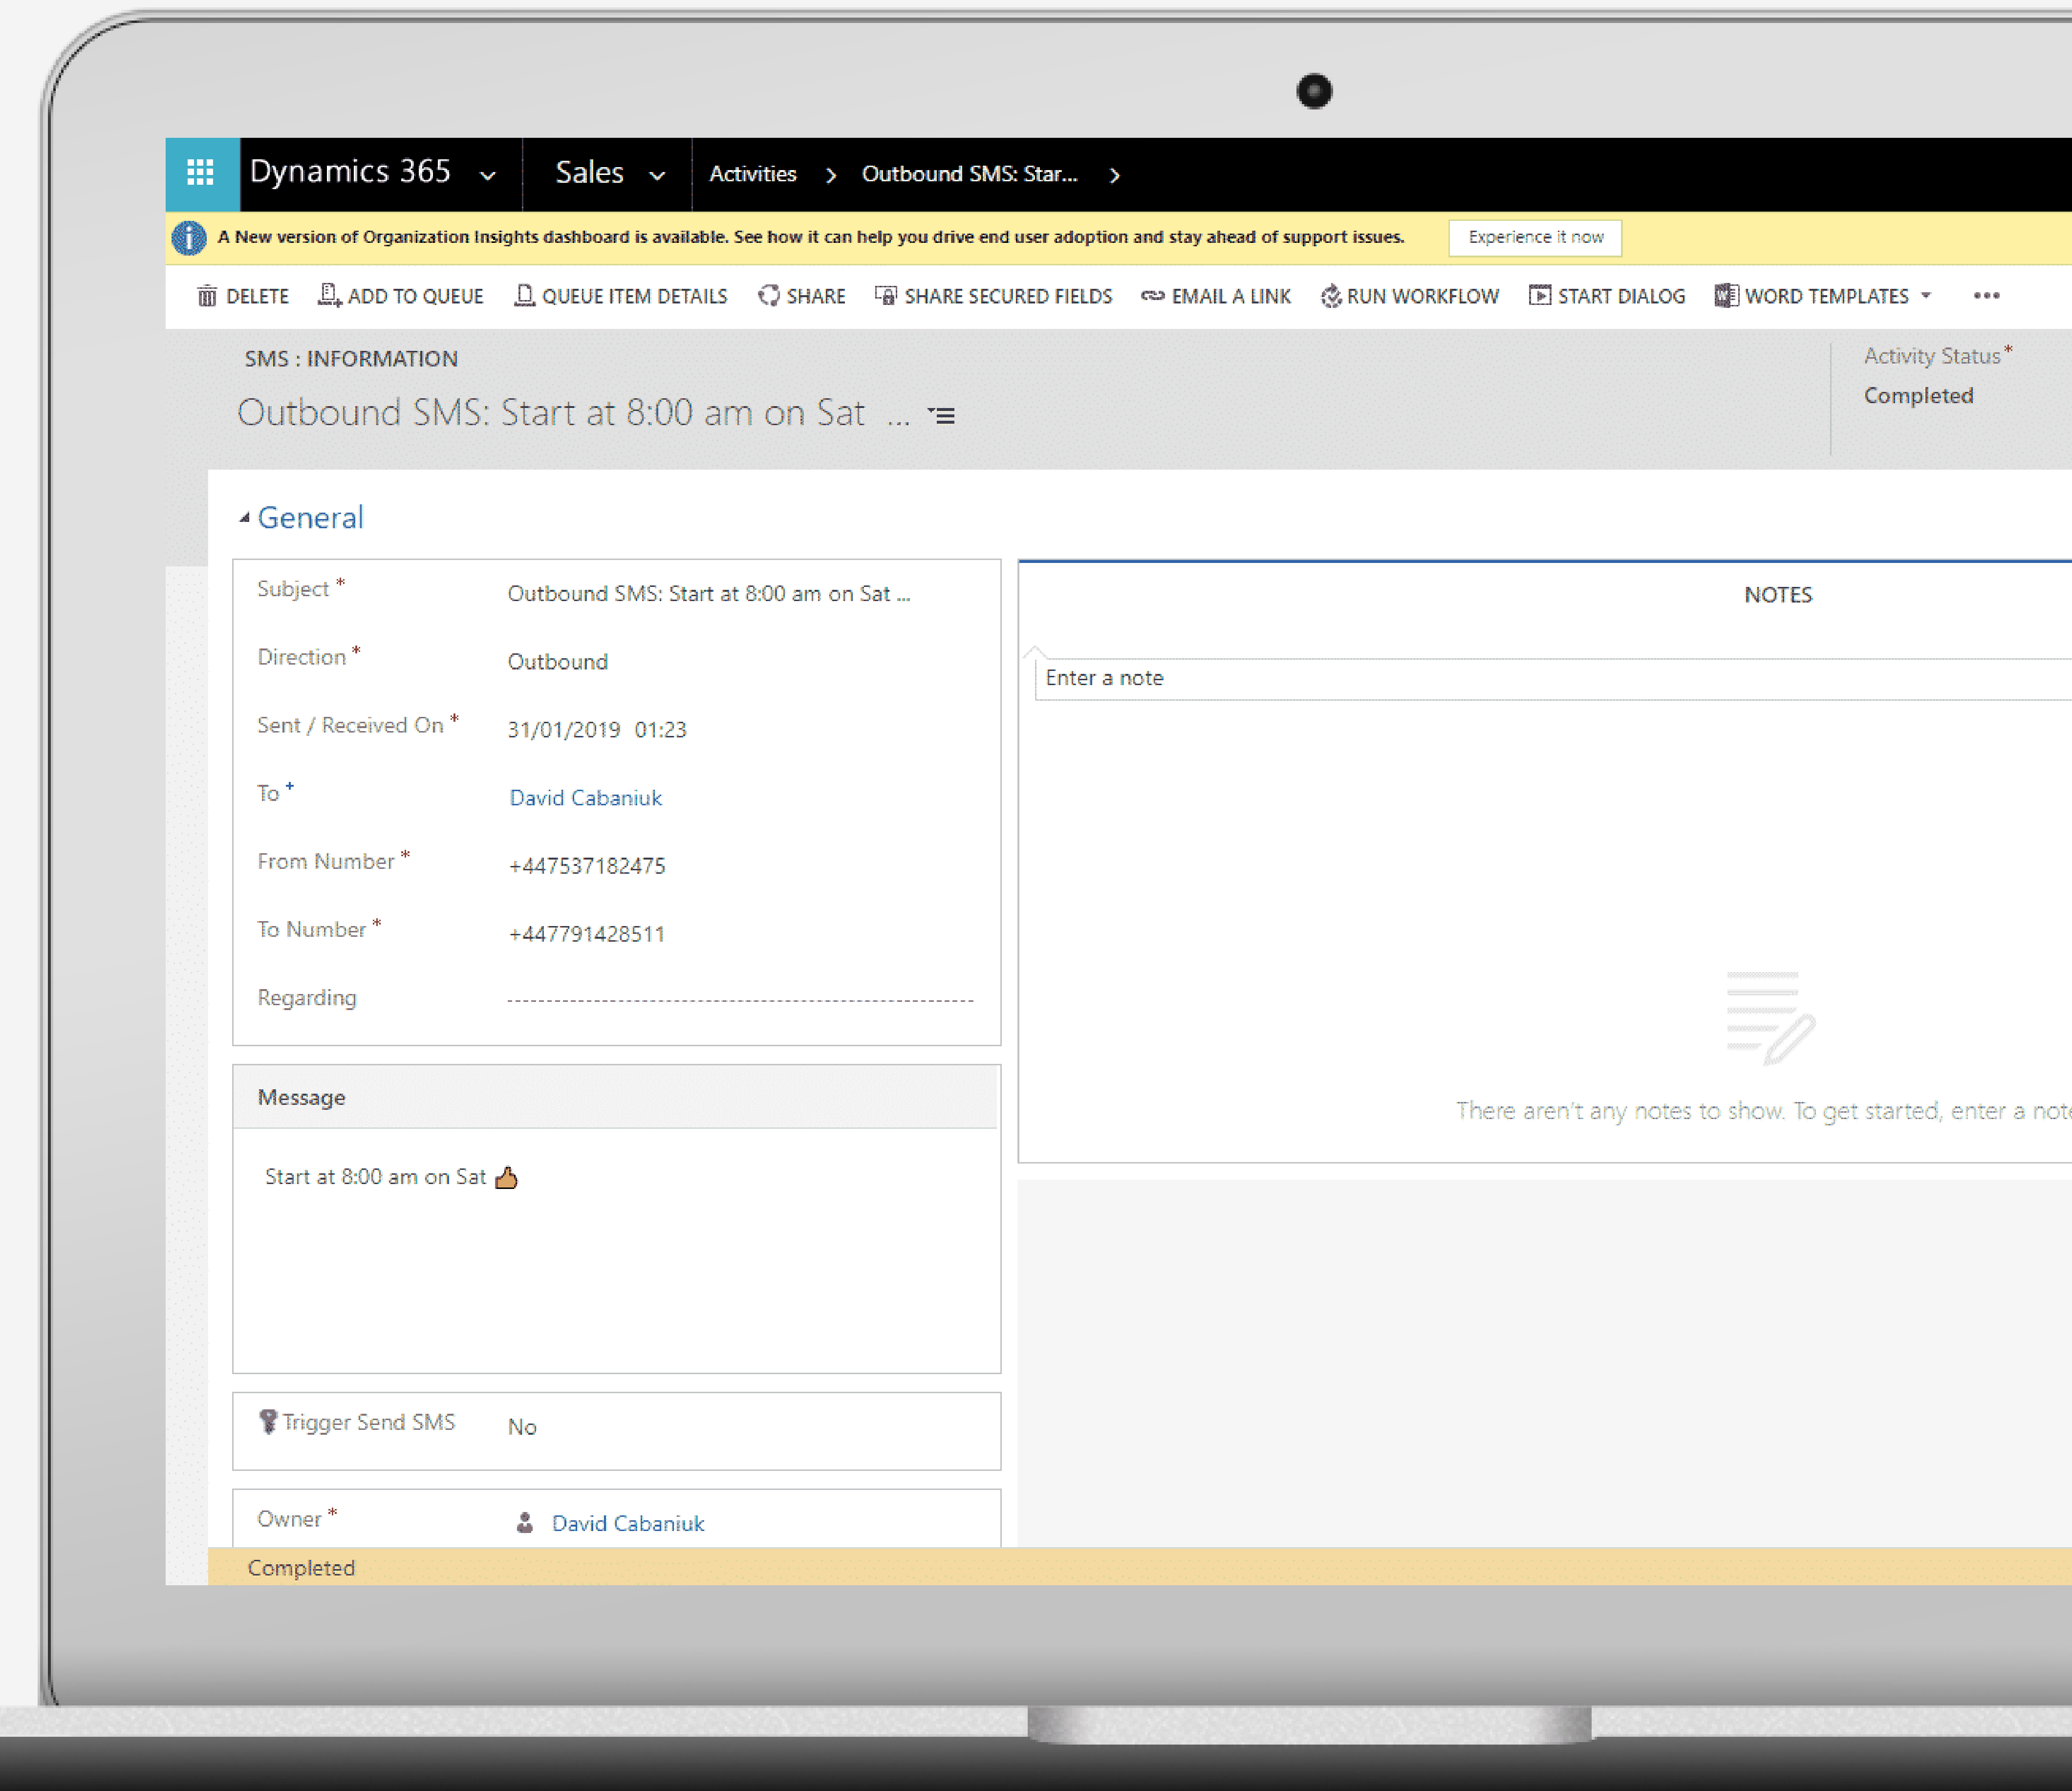 Dynamics 365 Sales Activities > Outbound SMS: Star... >
A New version of Organization Insights dashboard is available. See how it can help you drive end user adoption and stay ahead of support issues. Experience it now
DELETE ADD TO QUEUE QUEUE ITEM DETAILS SHARE SHARE SECURED FIELDS EMAIL A LINK RUN WORKFLOW START DIALOG WORD TEMPLATES ...
SMS : INFORMATION
Outbound SMS: Start at 8:00 am on Sat ...
Activity Status*
Completed
General
Subject * Outbound SMS: Start at 8:00 am on Sat ...
Direction * Outbound
Sent / Received On * 31/01/2019 01:23
To + David Cabaniuk
From Number * +447537182475
To Number * +447791428511
Regarding
NOTES
Enter a note
There aren't any notes to show. To get started, enter a note
Message
Start at 8:00 am on Sat 👍
Trigger Send SMS No
Owner * David Cabaniuk
Completed